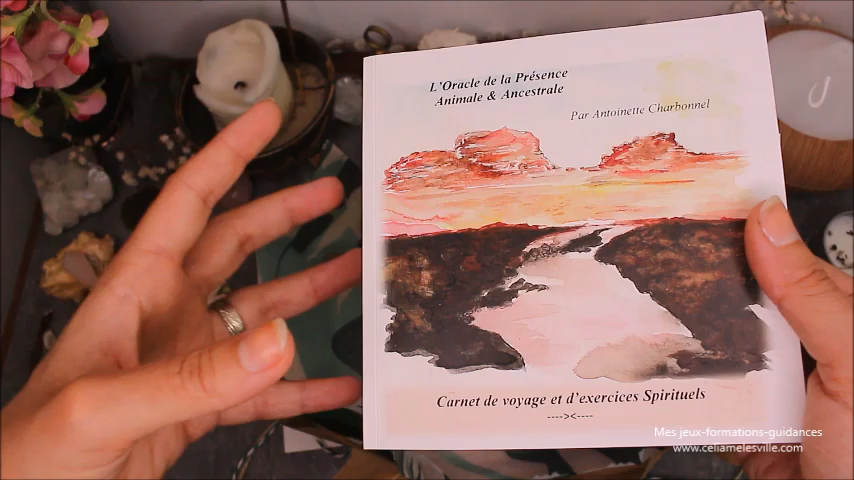 L'Oracle de la Présence
Animale & Ancestrale
Par Antoinette Charbonnel
Carnet de voyage et d'exercices Spirituels
----><----
Mes jeux-formations-guidances
www.celiamelesville.com